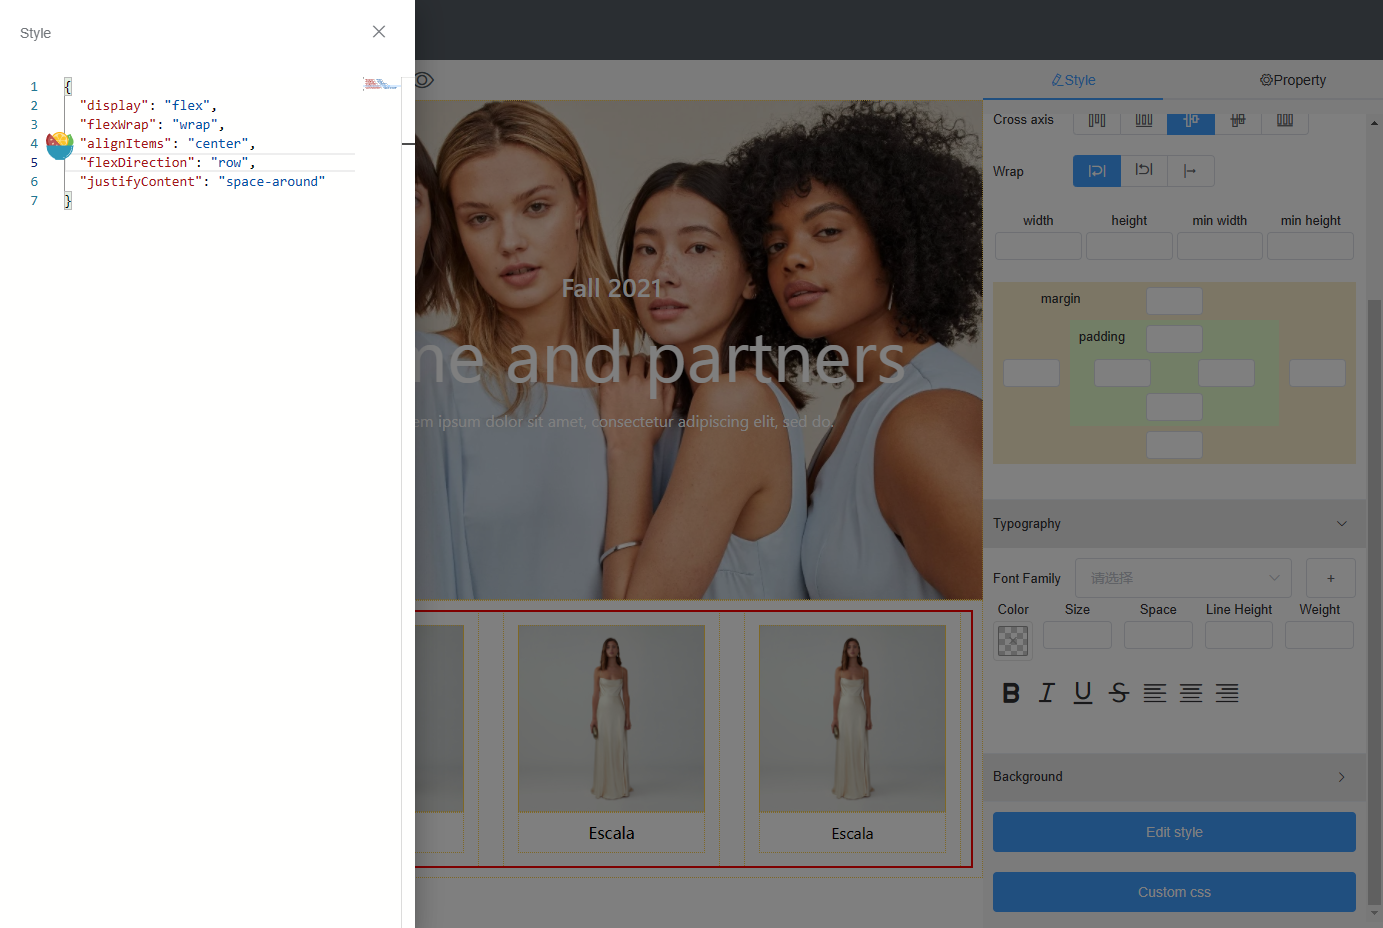 Style
1 {
2 "display": "flex",
3 "flexWrap": "wrap",
4 "alignItems": "center",
5 "flexDirection": "row",
6 "justifyContent": "space-around"
7 }
Fall 2021
ne and partners
em ipsum dolor sit amet, consectetur adipiscing elit, sed do.
Escala
Escala
Style
Property
Cross axis
Wrap
width height min width min height
margin
padding
Typography
Font Family 请选择 +
Color Size Space Line Height Weight
B I U S
Background
Edit style
Custom css